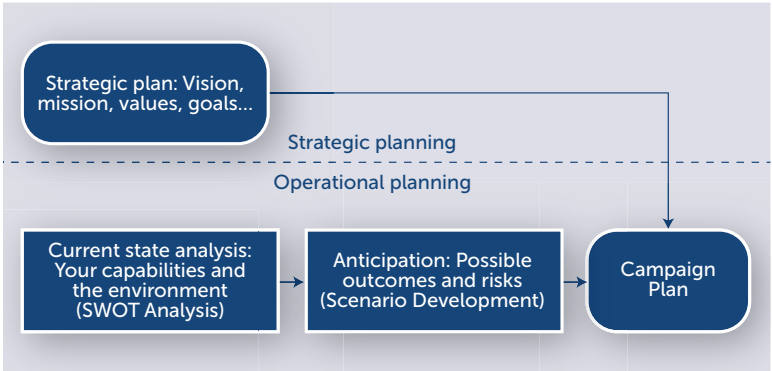 Strategic plan: Vision,
mission, values, goals...
Strategic planning
Operational planning
Current state analysis:
Your capabilities and
the environment
(SWOT Analysis)
Anticipation: Possible
outcomes and risks
(Scenario Development)
Campaign
Plan